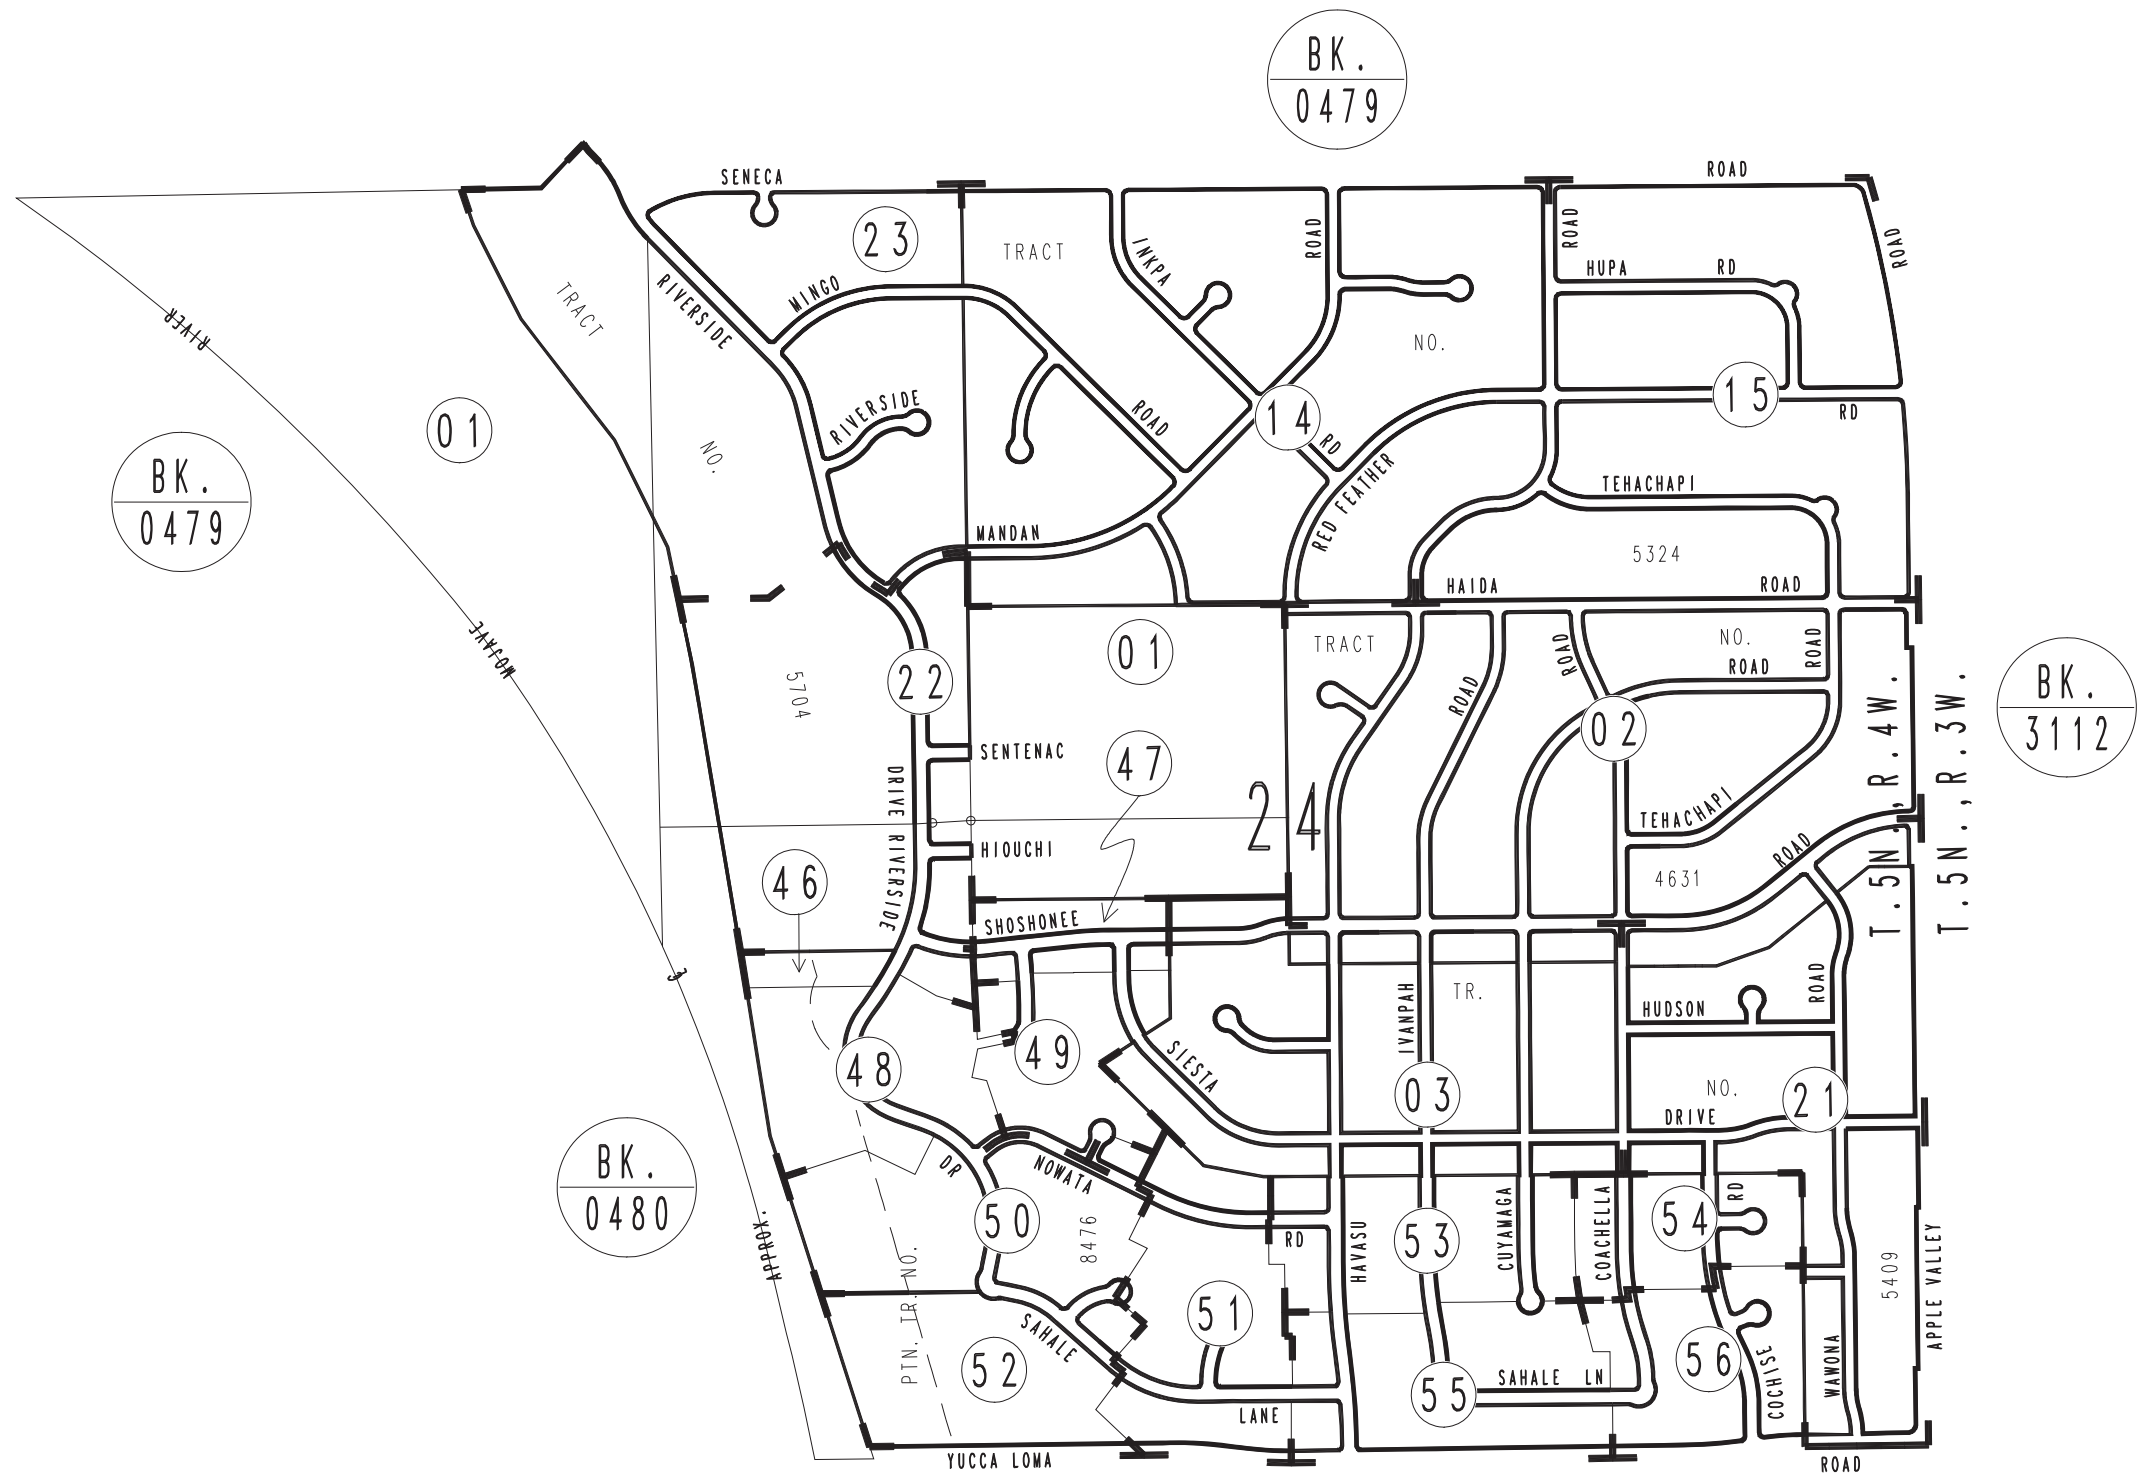 BK.
0479
SENECA
ROAD
23
TRACT
INKPA
ROAD
ROAD
HUPA RD
ROAD
TRACT
RIVERSIDE
MINGO
RIVER
NO.
01
RIVERSIDE
ROAD
14
RD
15
RD
NO.
BK.
0479
RED FEATHER
TEHACHAPI
MANDAN
5324
HAIDA ROAD
MOJAVE
TRACT
01
NO.
ROAD
ROAD
ROAD
ROAD
5704
22
02
T.5N., R.4W.
T.5N., R.3W.
BK.
3112
SENTENAC
47
24
DRIVE RIVERSIDE
TEHACHAPI
HIOUCHI
ROAD
46
4631
SHOSHONEE
IVANPAH
TR.
ROAD
HUDSON
48
49
SIESTA
03
NO.
21
DRIVE
DR
NOWATA
BK.
0480
APPROX.
50
8476
RD
HAVASU
53
CUYAMAGA
COACHELLA
54
RD
5409
APPLE VALLEY
PTN. TR. NO.
SAHALE
51
52
55
SAHALE LN
56
COCHISE
WAWONA
LANE
YUCCA LOMA
ROAD